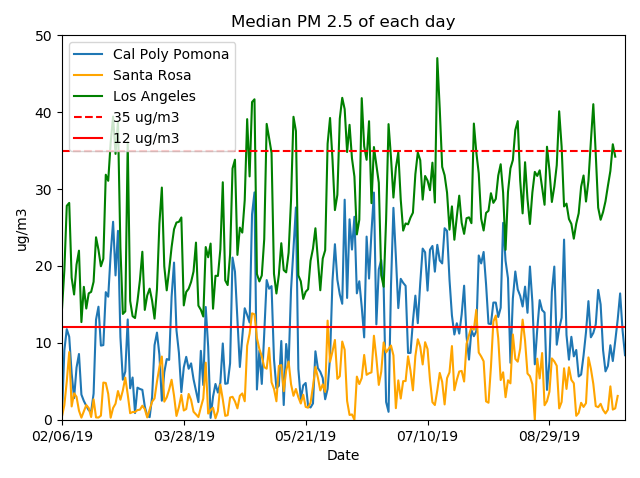 Median PM 2.5 of each day
50
40
30
20
10
0
ug/m3
Cal Poly Pomona
Santa Rosa
Los Angeles
35 ug/m3
12 ug/m3
02/06/19
03/28/19
05/21/19
07/10/19
08/29/19
Date